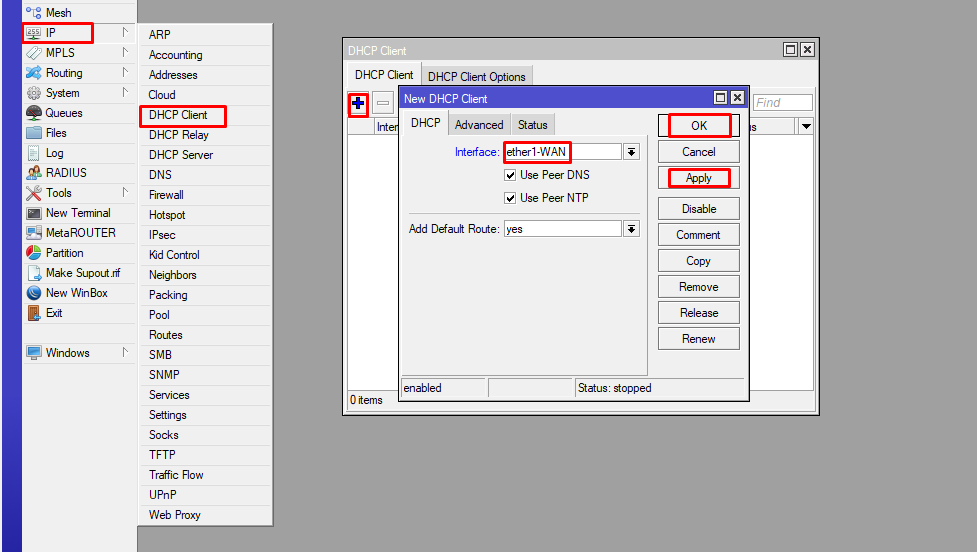 Mesh
IP
MPLS
Routing
System
Queues
Files
Log
RADIUS
Tools
New Terminal
MetaROUTER
Partition
Make Supout.rif
New WinBox
Exit
Windows
ARP
Accounting
Addresses
Cloud
DHCP Client
DHCP Relay
DHCP Server
DNS
Firewall
Hotspot
IPsec
Kid Control
Neighbors
Packing
Pool
Routes
SMB
SNMP
Services
Settings
Socks
TFTP
Traffic Flow
UPnP
Web Proxy
DHCP Client
DHCP Client DHCP Client Options
Find
New DHCP Client
DHCP Advanced Status
Interface: ether1-WAN
Use Peer DNS
Use Peer NTP
Add Default Route: yes
OK
Cancel
Apply
Disable
Comment
Copy
Remove
Release
Renew
enabled Status: stopped
0 items